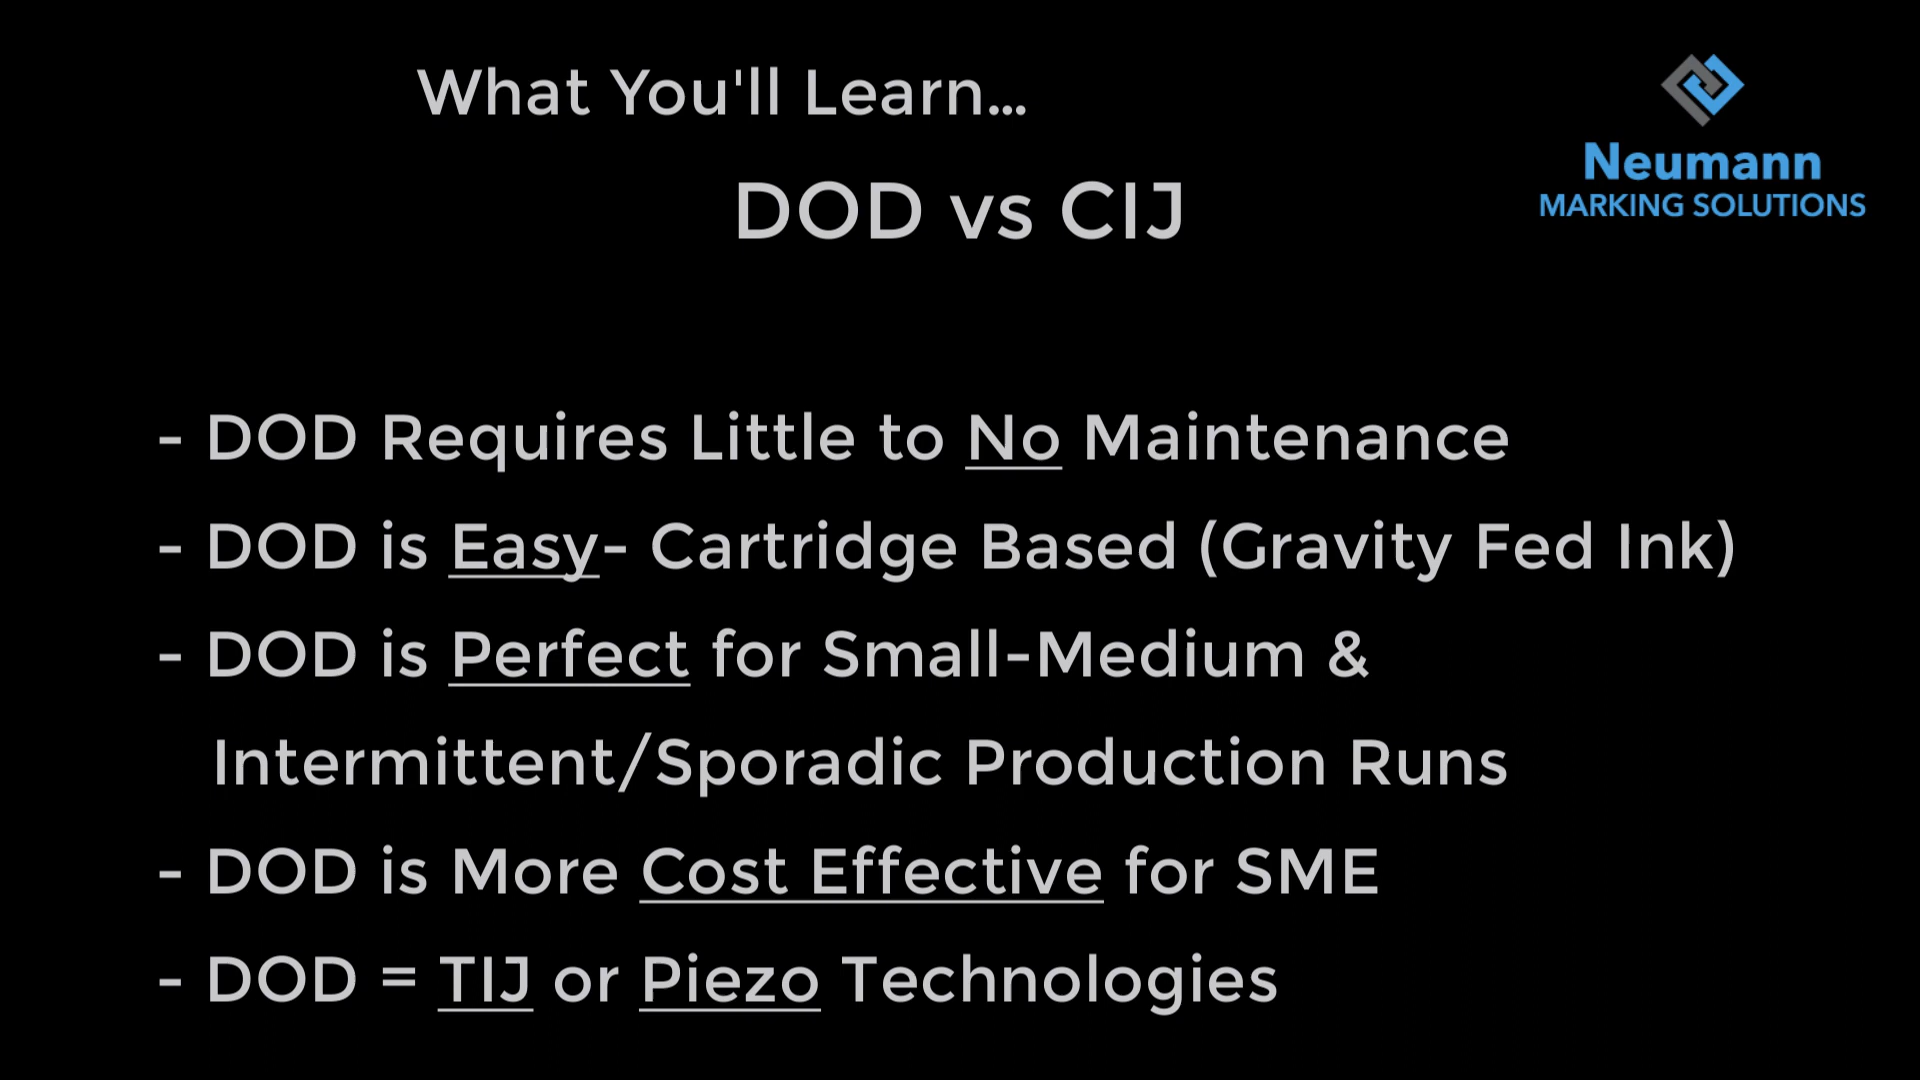 What You'll Learn...
Neumann
MARKING SOLUTIONS
DOD vs CIJ
- DOD Requires Little to No Maintenance
- DOD is Easy- Cartridge Based (Gravity Fed Ink)
- DOD is Perfect for Small-Medium &
Intermittent/Sporadic Production Runs
- DOD is More Cost Effective for SME
- DOD = TIJ or Piezo Technologies